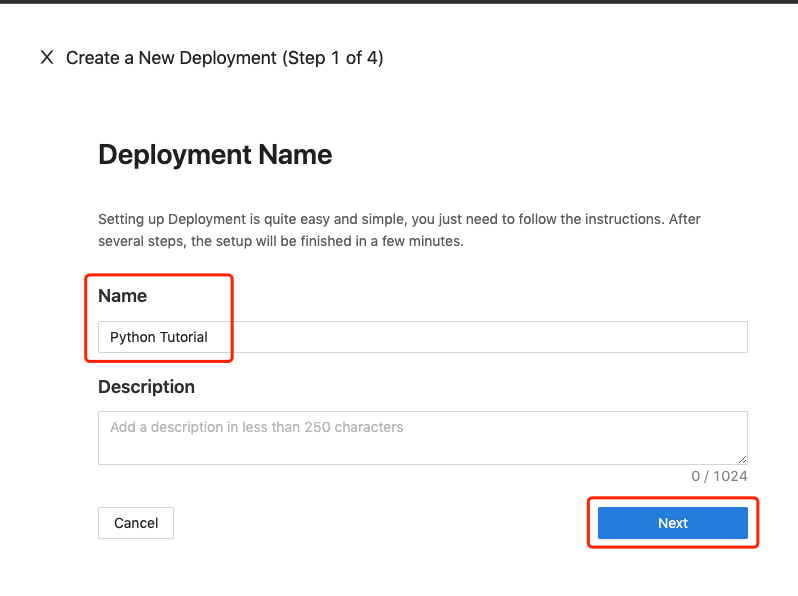 X Create a New Deployment (Step 1 of 4)
Deployment Name
Setting up Deployment is quite easy and simple, you just need to follow the instructions. After
several steps, the setup will be finished in a few minutes.
Name
Python Tutorial
Description
Add a description in less than 250 characters
0 / 1024
Cancel
Next